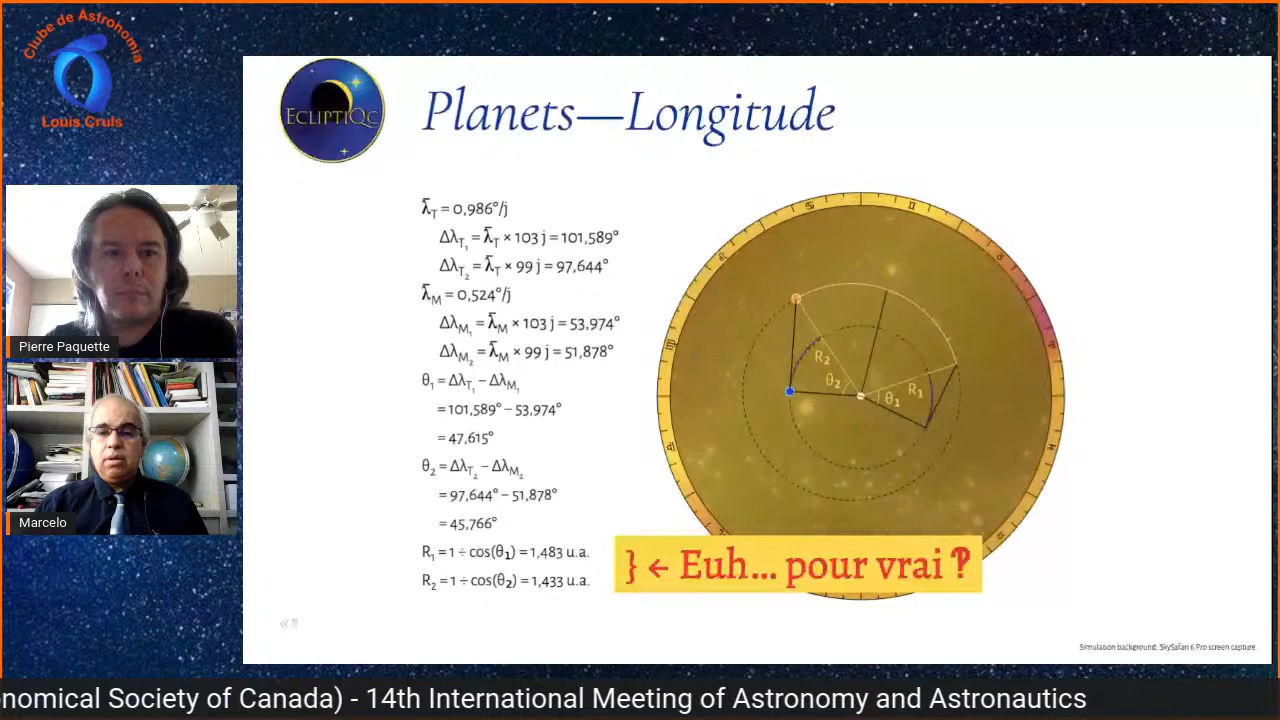 Clube de Astronomia
Louis Cruls
ECLIPTIQC
Planets—Longitude
λ̄T = 0,986°/j
ΔλT1 = λ̄T × 103 j = 101,589°
ΔλT2 = λ̄T × 99 j = 97,644°
λ̄M = 0,524°/j
ΔλM1 = λ̄M × 103 j = 53,974°
ΔλM2 = λ̄M × 99 j = 51,878°
θ1 = ΔλT1 − ΔλM1
= 101,589° − 53,974°
= 47,615°
θ2 = ΔλT2 − ΔλM2
= 97,644° − 51,878°
= 45,766°
R1 = 1 ÷ cos(θ1) = 1,483 u.a.
R2 = 1 ÷ cos(θ2) = 1,433 u.a.
R2
θ2
R1
θ1
} ← Euh... pour vrai ‽
Simulation background: SkySafari 6 Pro screen capture.
Pierre Paquette
Marcelo
onomical Society of Canada) - 14th International Meeting of Astronomy and Astronautics